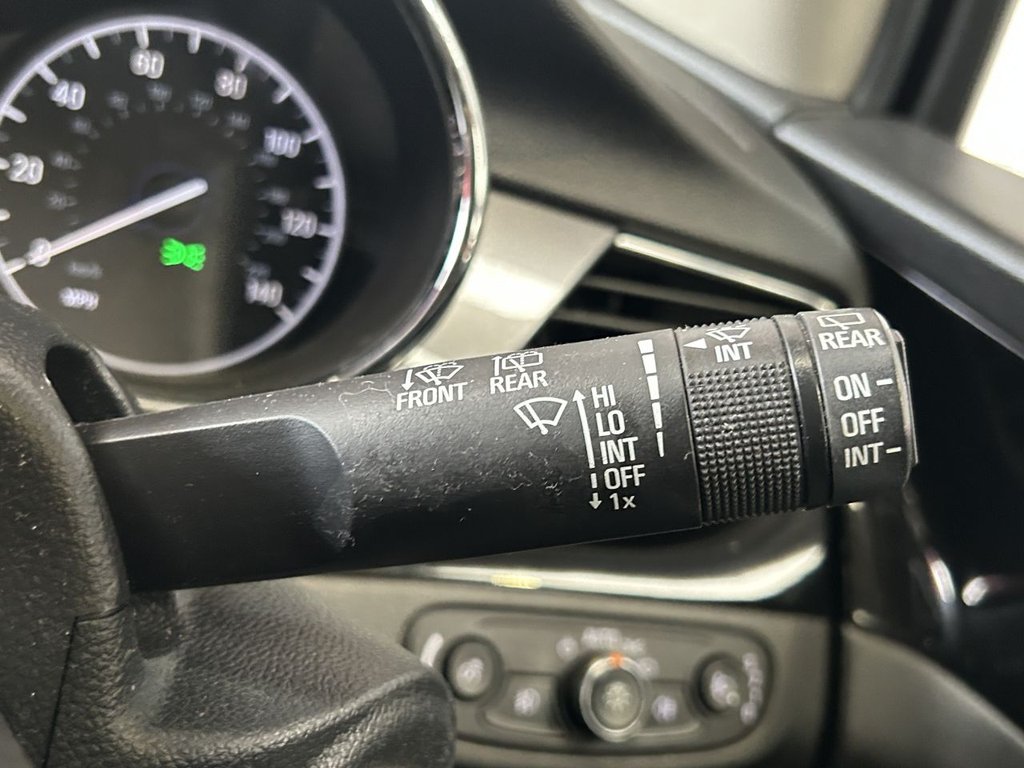 60
40
80
20
100
120
0
140
FRONT
REAR
HI
LO
INT
OFF
1x
INT
REAR
ON
OFF
INT